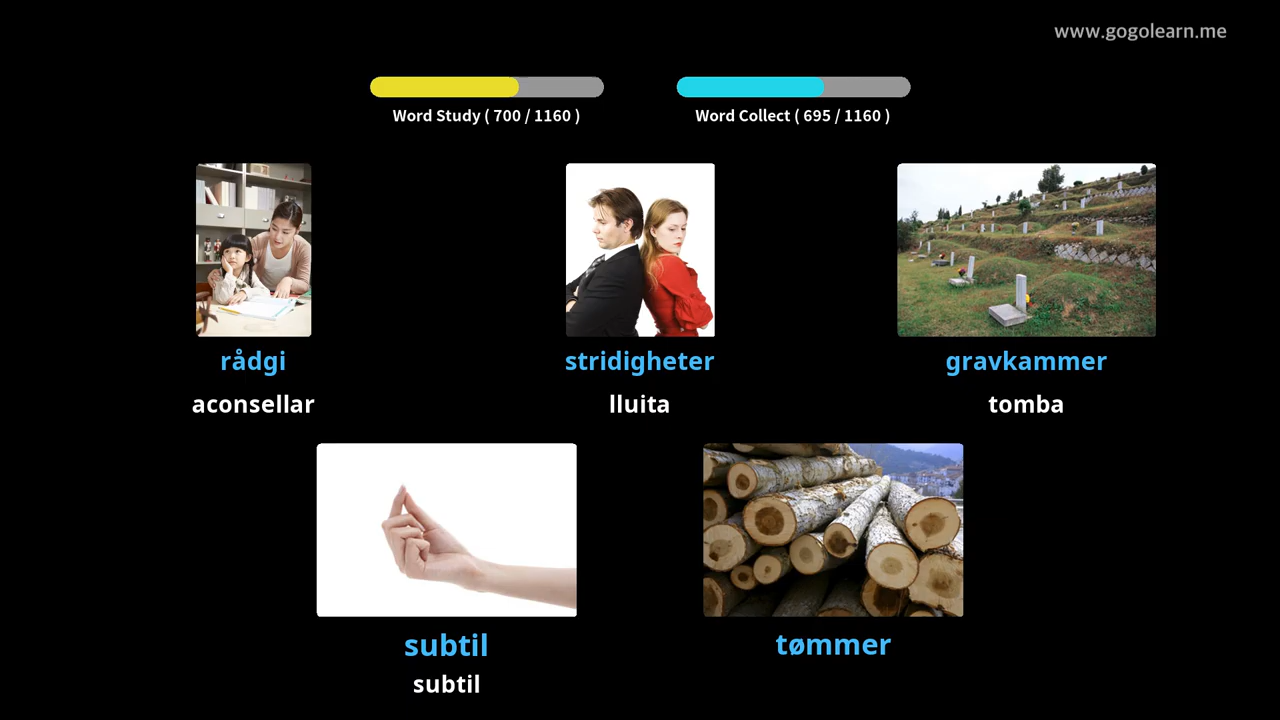 www.gogolearn.me
Word Study ( 700 / 1160 )
Word Collect ( 695 / 1160 )
rådgi
stridigheter
gravkammer
aconsellar
lluita
tomba
subtil
tømmer
subtil